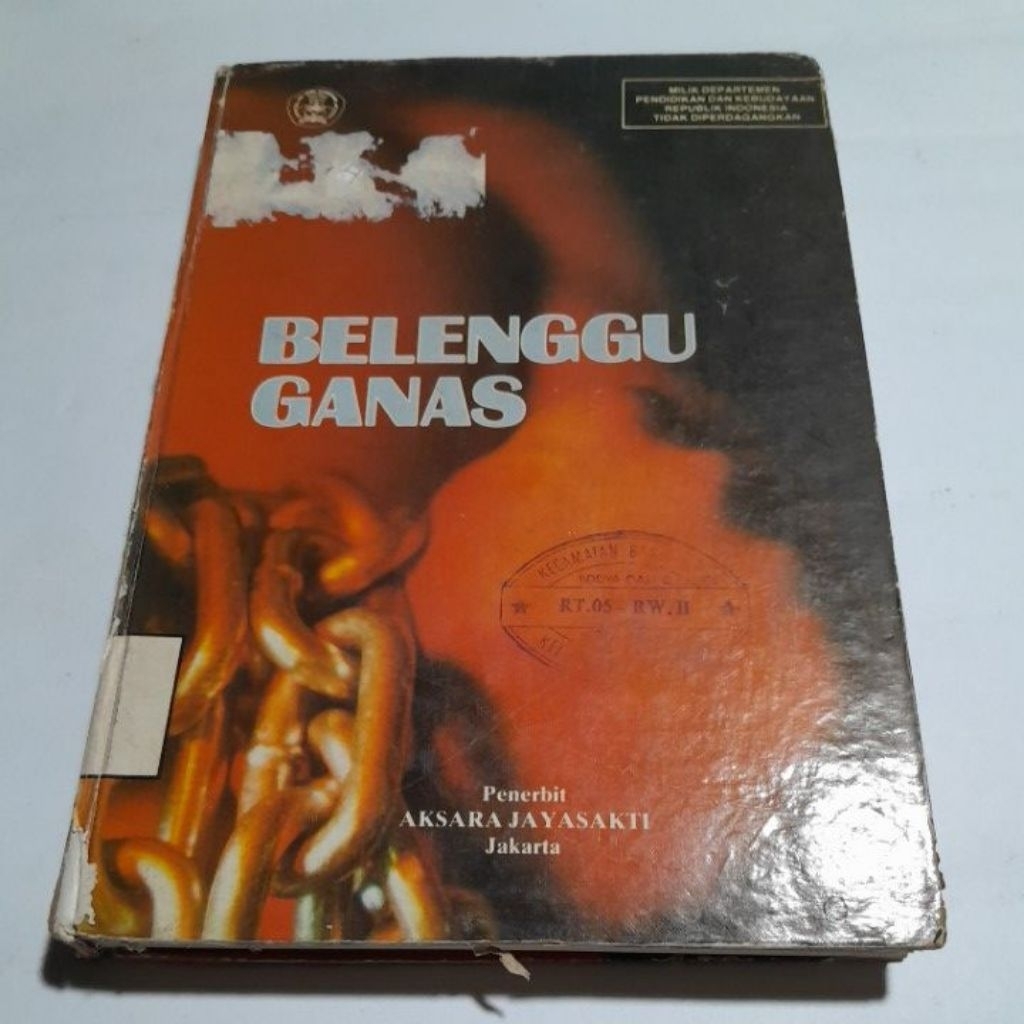 MILIK DEPARTEMEN
PENDIDIKAN DAN KEBUDAYAAN
REPUBLIK INDONESIA
TIDAK DIPERDAGANGKAN
BELENGGU
GANAS
KECAMATAN
RT.05 - RW.II
Penerbit
AKSARA JAYASAKTI
Jakarta